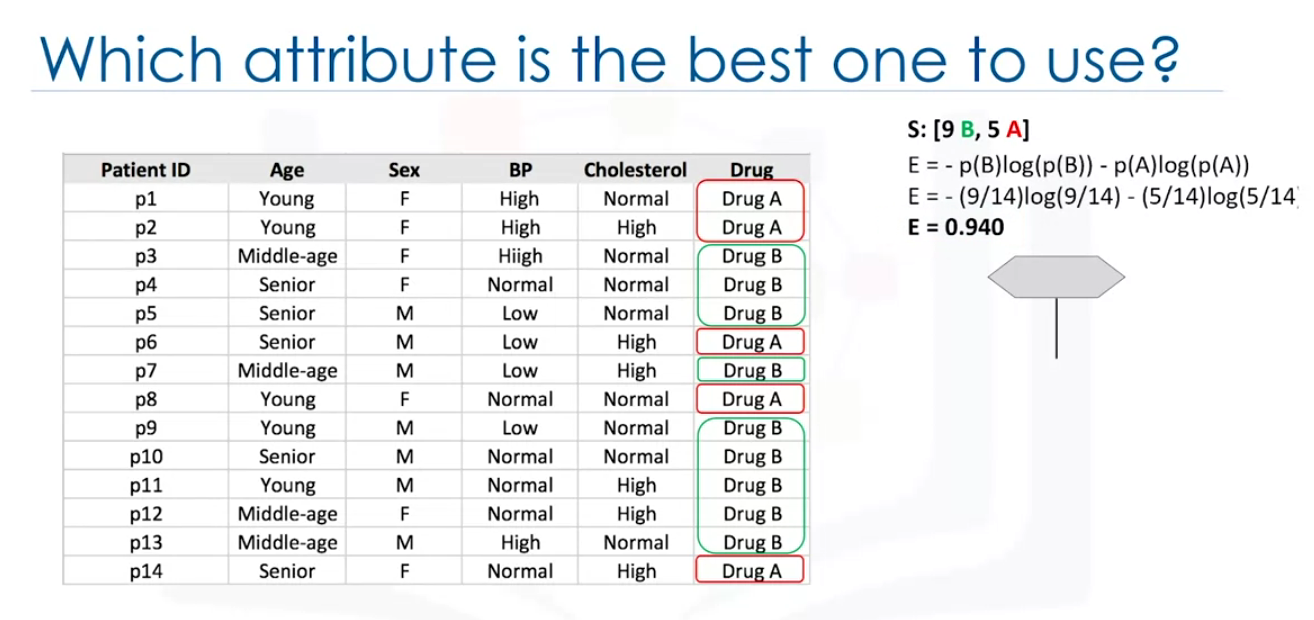 Which attribute is the best one to use?
S: [9 B, 5 A]
E = - p(B)log(p(B)) - p(A)log(p(A))
E = - (9/14)log(9/14) - (5/14)log(5/14
E = 0.940
Patient ID Age Sex BP Cholesterol Drug
p1 Young F High Normal Drug A
p2 Young F High High Drug A
p3 Middle-age F Hiigh Normal Drug B
p4 Senior F Normal Normal Drug B
p5 Senior M Low Normal Drug B
p6 Senior M Low High Drug A
p7 Middle-age M Low High Drug B
p8 Young F Normal Normal Drug A
p9 Young M Low Normal Drug B
p10 Senior M Normal Normal Drug B
p11 Young M Normal High Drug B
p12 Middle-age F Normal High Drug B
p13 Middle-age M High Normal Drug B
p14 Senior F Normal High Drug A